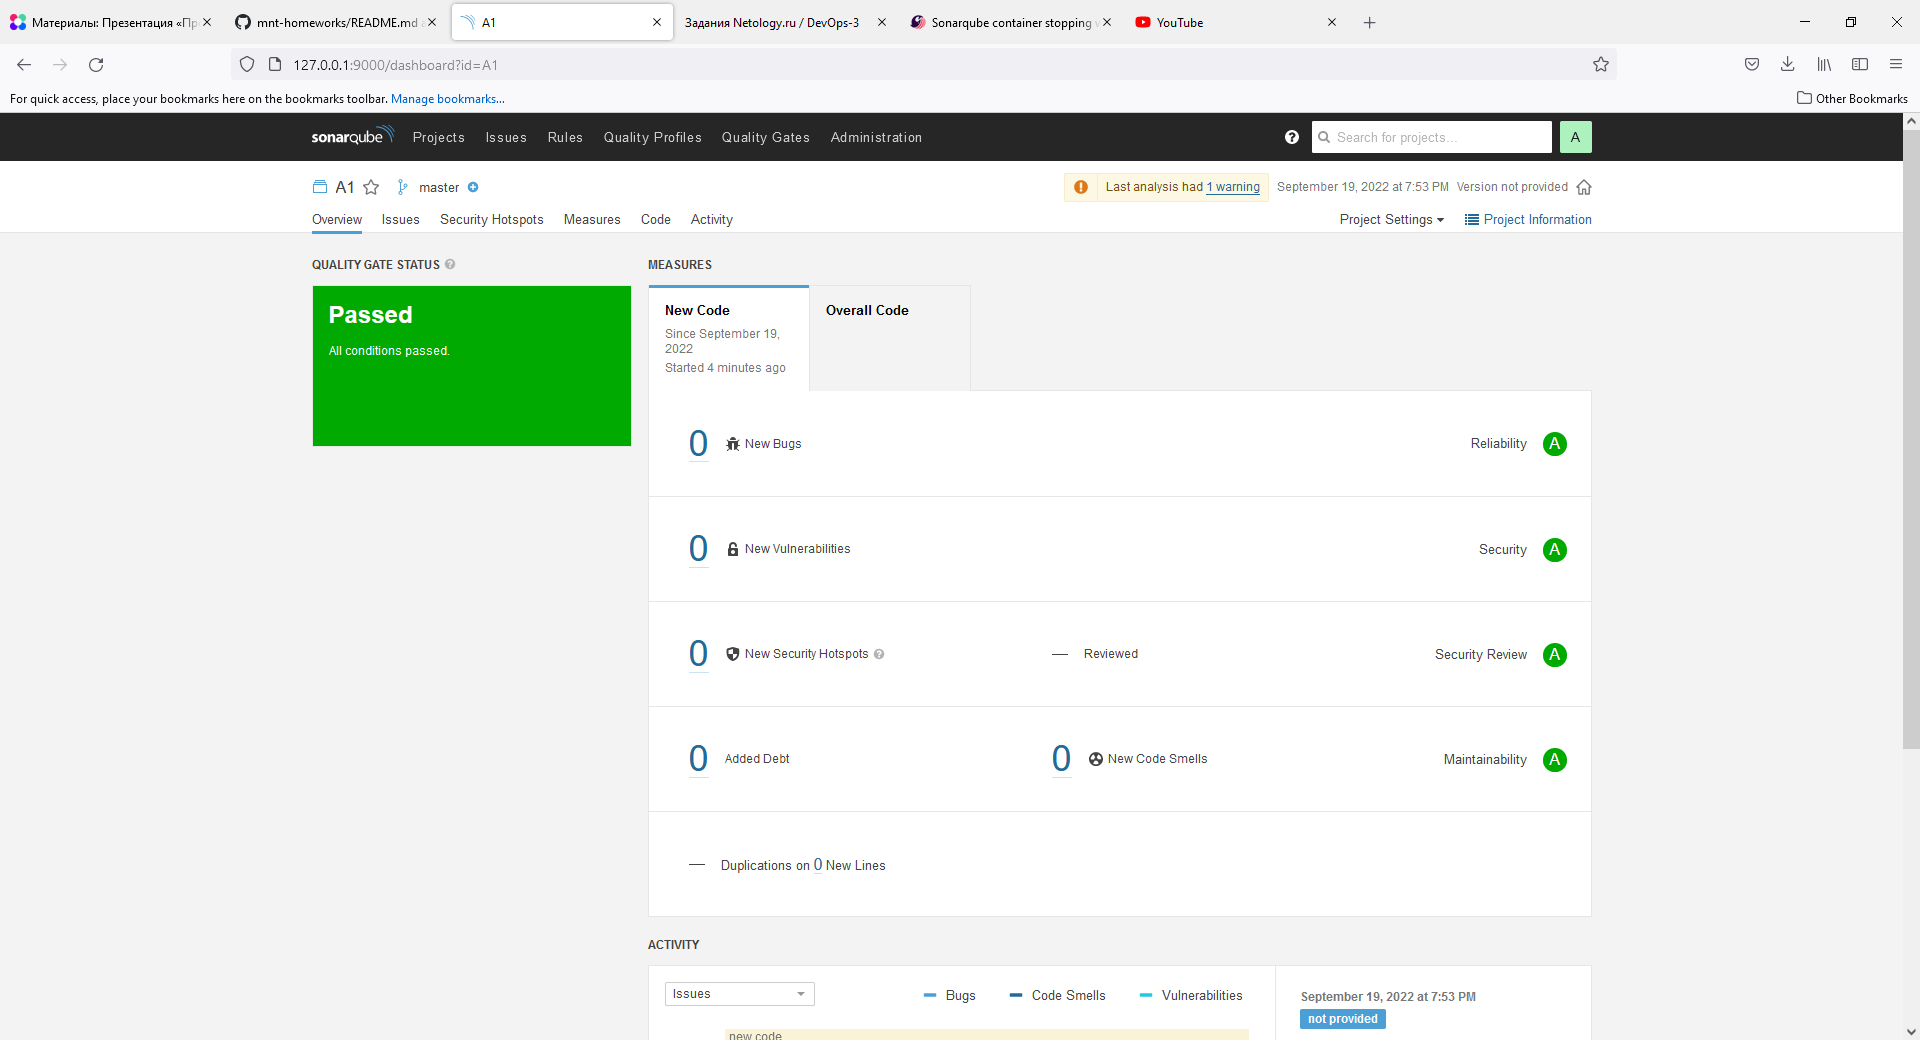 Материалы: Презентация «Пр
mnt-homeworks/README.md
A1
Задания Netology.ru / DevOps-3
Sonarqube container stopping
YouTube
127.0.0.1:9000/dashboard?id=A1
For quick access, place your bookmarks here on the bookmarks toolbar. Manage bookmarks...
Other Bookmarks
sonarqube
Projects
Issues
Rules
Quality Profiles
Quality Gates
Administration
Search for projects...
A
A1
master
Last analysis had 1 warning
September 19, 2022 at 7:53 PM
Version not provided
Overview
Issues
Security Hotspots
Measures
Code
Activity
Project Settings
Project Information
QUALITY GATE STATUS
Passed
All conditions passed.
MEASURES
New Code
Since September 19,
2022
Started 4 minutes ago
Overall Code
0 New Bugs
Reliability A
0 New Vulnerabilities
Security A
0 New Security Hotspots
— Reviewed
Security Review A
0 Added Debt
0 New Code Smells
Maintainability A
— Duplications on 0 New Lines
ACTIVITY
Issues
Bugs
Code Smells
Vulnerabilities
new code
September 19, 2022 at 7:53 PM
not provided